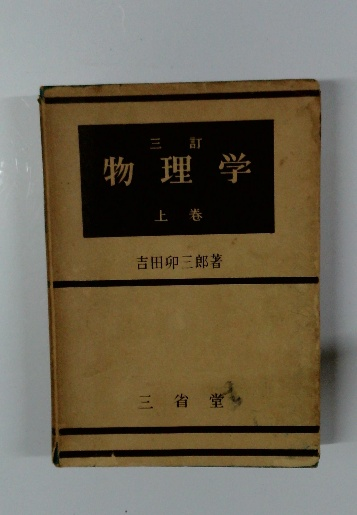 三訂
物理学
上巻
吉田卯三郎著
三省堂